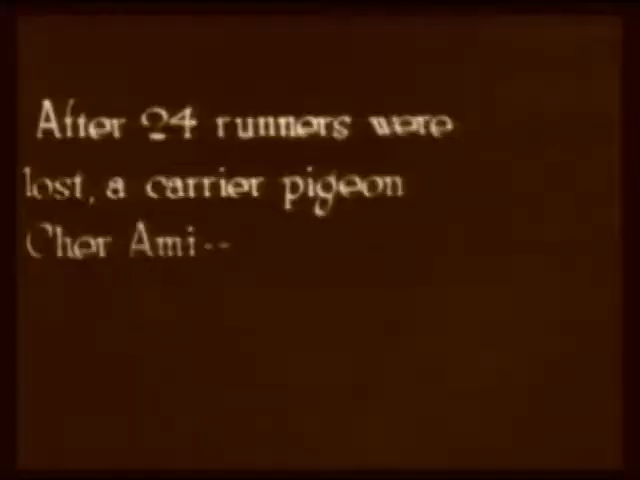 After 24 runners were
lost, a carrier pigeon
Cher Ami--